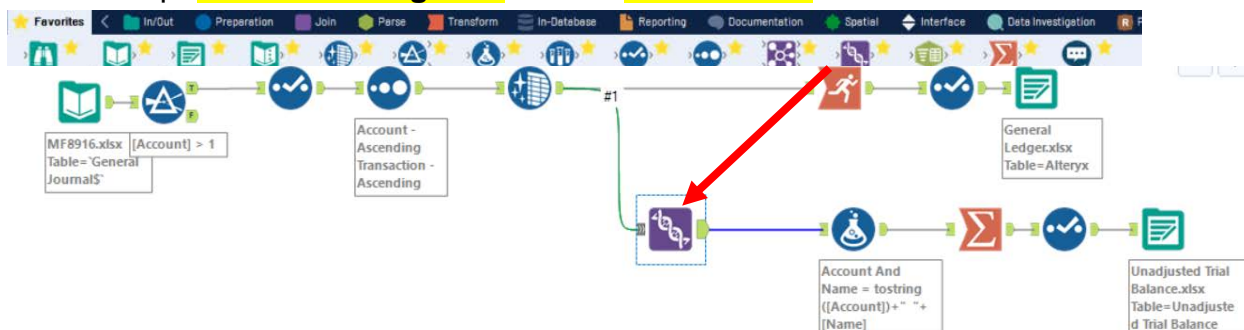 Favorites In/Out Preparation Join Parse Transform In-Database Reporting Documentation Spatial Interface Data Investigation R
#1
MF8916.xlsx
Table=`General
Journal$`
[Account] > 1
Account -
Ascending
Transaction -
Ascending
General
Ledger.xlsx
Table=Alteryx
Account And
Name = tostring
([Account])+" "+
[Name]
Unadjusted Trial
Balance.xlsx
Table=Unadjuste
d Trial Balance